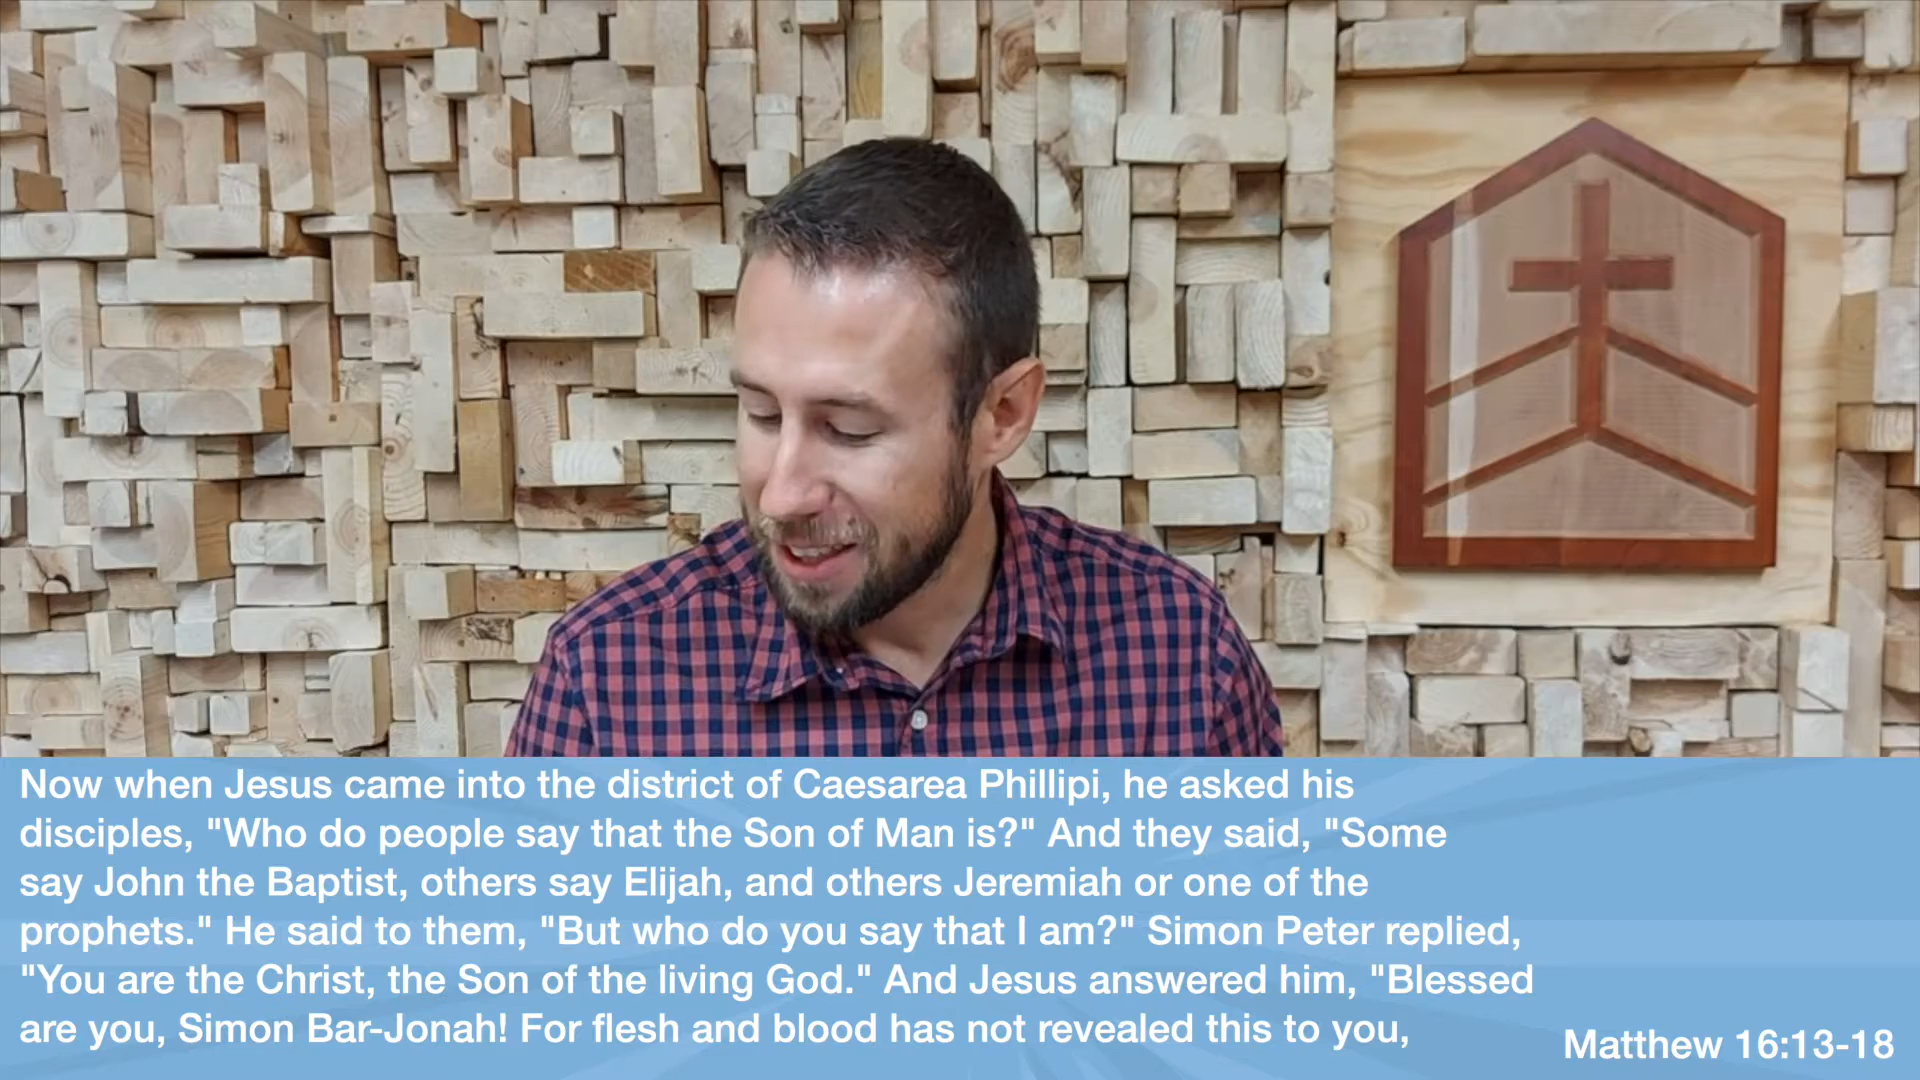 Now when Jesus came into the district of Caesarea Phillipi, he asked his
disciples, "Who do people say that the Son of Man is?" And they said, "Some
say John the Baptist, others say Elijah, and others Jeremiah or one of the
prophets." He said to them, "But who do you say that I am?" Simon Peter replied,
"You are the Christ, the Son of the living God." And Jesus answered him, "Blessed
are you, Simon Bar-Jonah! For flesh and blood has not revealed this to you,
Matthew 16:13-18